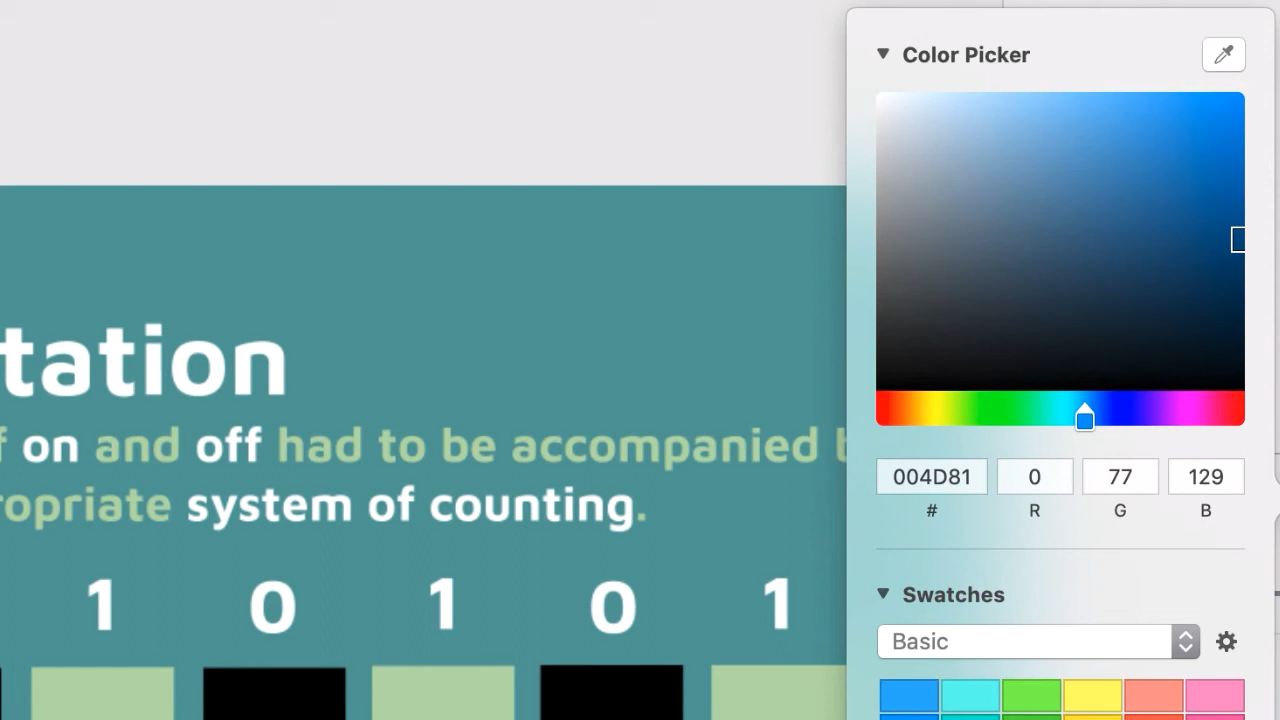 Color Picker
tation
on and off had to be accompanied
ropriate system of counting.
1 0 1 0 1
004D81 0 77 129
# R G B
Swatches
Basic